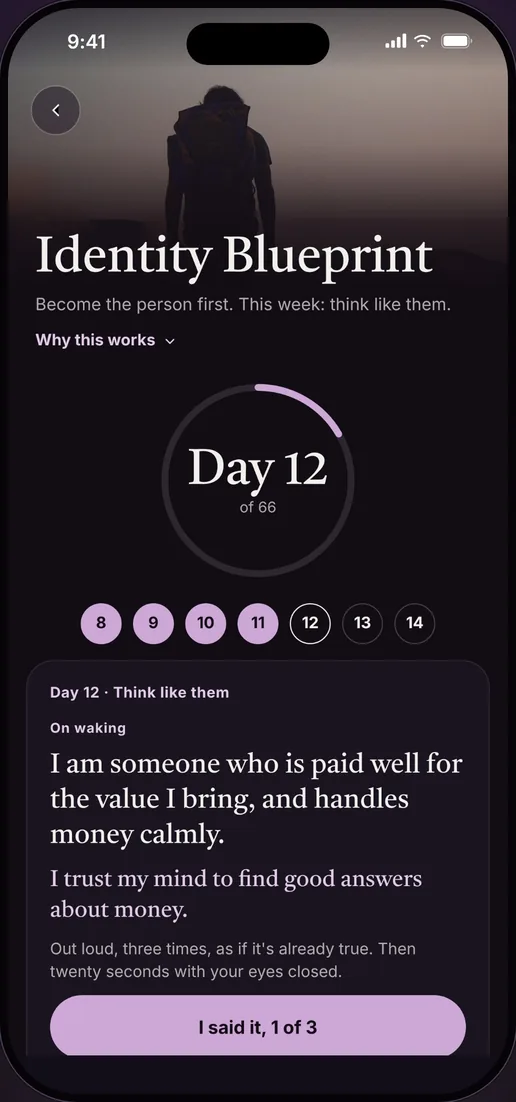 9:41
Identity Blueprint
Become the person first. This week: think like them.
Why this works
Day 12
of 66
8 9 10 11 12 13 14
Day 12 · Think like them
On waking
I am someone who is paid well for
the value I bring, and handles
money calmly.
I trust my mind to find good answers
about money.
Out loud, three times, as if it's already true. Then
twenty seconds with your eyes closed.
I said it, 1 of 3